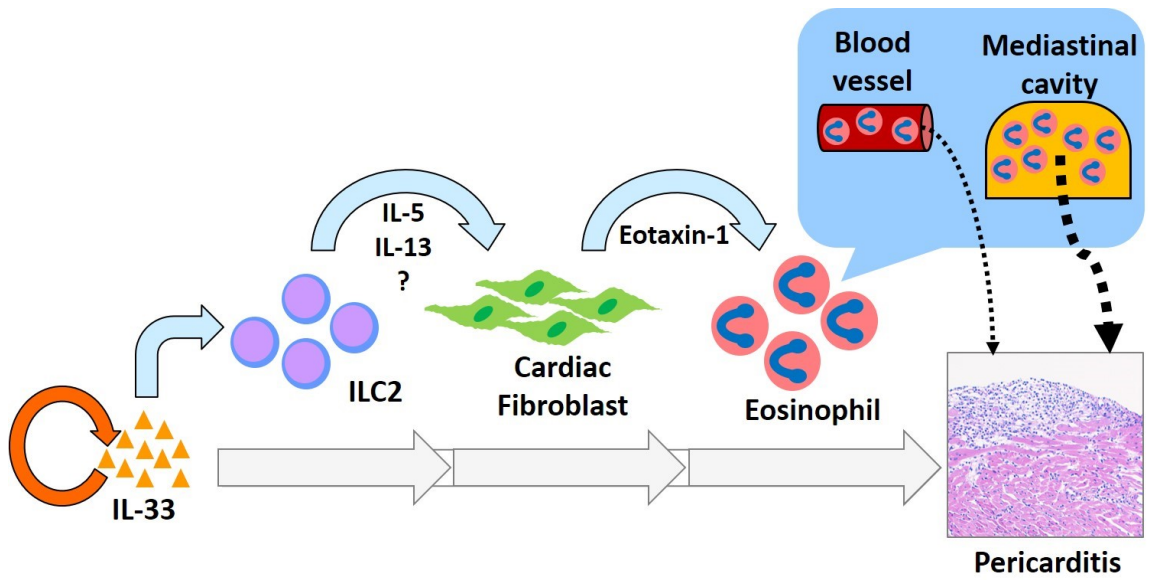 Blood
vessel
Mediastinal
cavity
IL-5
IL-13
?
Eotaxin-1
ILC2
Cardiac
Fibroblast
Eosinophil
IL-33
Pericarditis